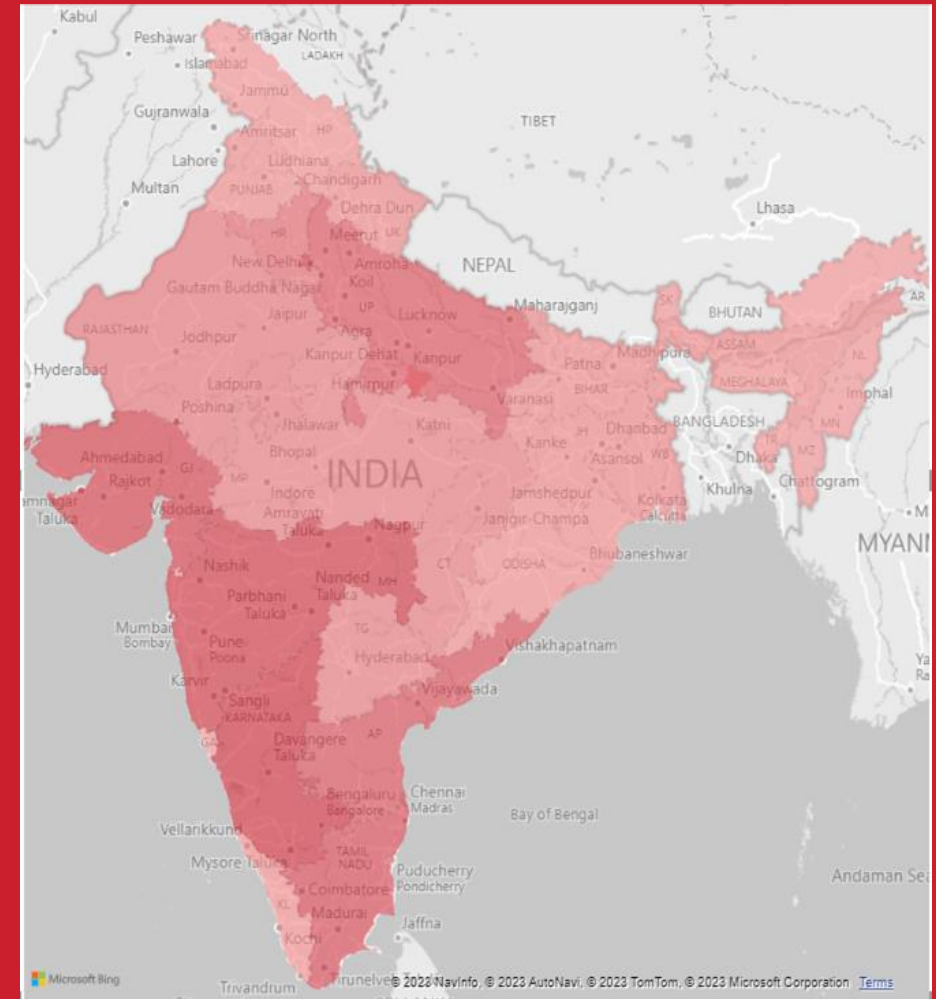 Kabul
Srinagar North
Peshawar
LADAKH
Islamabad
Jammu
Gujranwala
TIBET
Amritsar HP
Lahore
Ludhiana
Chandigarh
Multan
PUNJAB
Dehra Dun
Lhasa
HR Meerut UK
New Delhi
Amroha
NEPAL
Gautam Buddha Nagar
Koil
AR
UP Lucknow
Maharajganj
SK
BHUTAN
Jaipur
RAJASTHAN
Agra
Jodhpur
ASSAM
Kanpur Dehat
Kanpur
Patna
Madhipura
NL
Hyderabad
Ladpura
Hamirpur
BIHAR
MEGHALAYA
Imphal
Poshina
Varanasi
Jhalawar
Katni
Dhanbad
BANGLADESH
MN
Kanke
JH
TR
MZ
Bhopal
Ahmedabad
Asansol
WB
Dhaka
GJ
Rajkot
MP
INDIA
Khulna
Chattogram
Indore
Jamshedpur
Kolkata
Calcutta
amnagar
Taluka
Vadodara
Amravati
Taluka
Nagpur
Janjgir-Champa
M
MYANI
Bhubaneshwar
Nashik
CT
ODISHA
Nanded
Taluka
MH
Parbhani
Taluka
Mumbai
Bombay
TG
Pune
Poona
Hyderabad
Vishakhapatnam
Ya
Ra
Karvir
Vijayawada
Sangli
KARNATAKA
GA
Davangere
Taluka
AP
Bengaluru
Bangalore
Chennai
Madras
Bay of Bengal
Vellarikkund
TAMIL
NADU
Mysore Taluka
Puducherry
Pondicherry
Andaman Sea
Coimbatore
KL
Madurai
Jaffna
Kochi
Microsoft Bing
Trivandrum
© 2023 NavInfo, © 2023 AutoNavi, © 2023 TomTom, © 2023 Microsoft Corporation Terms